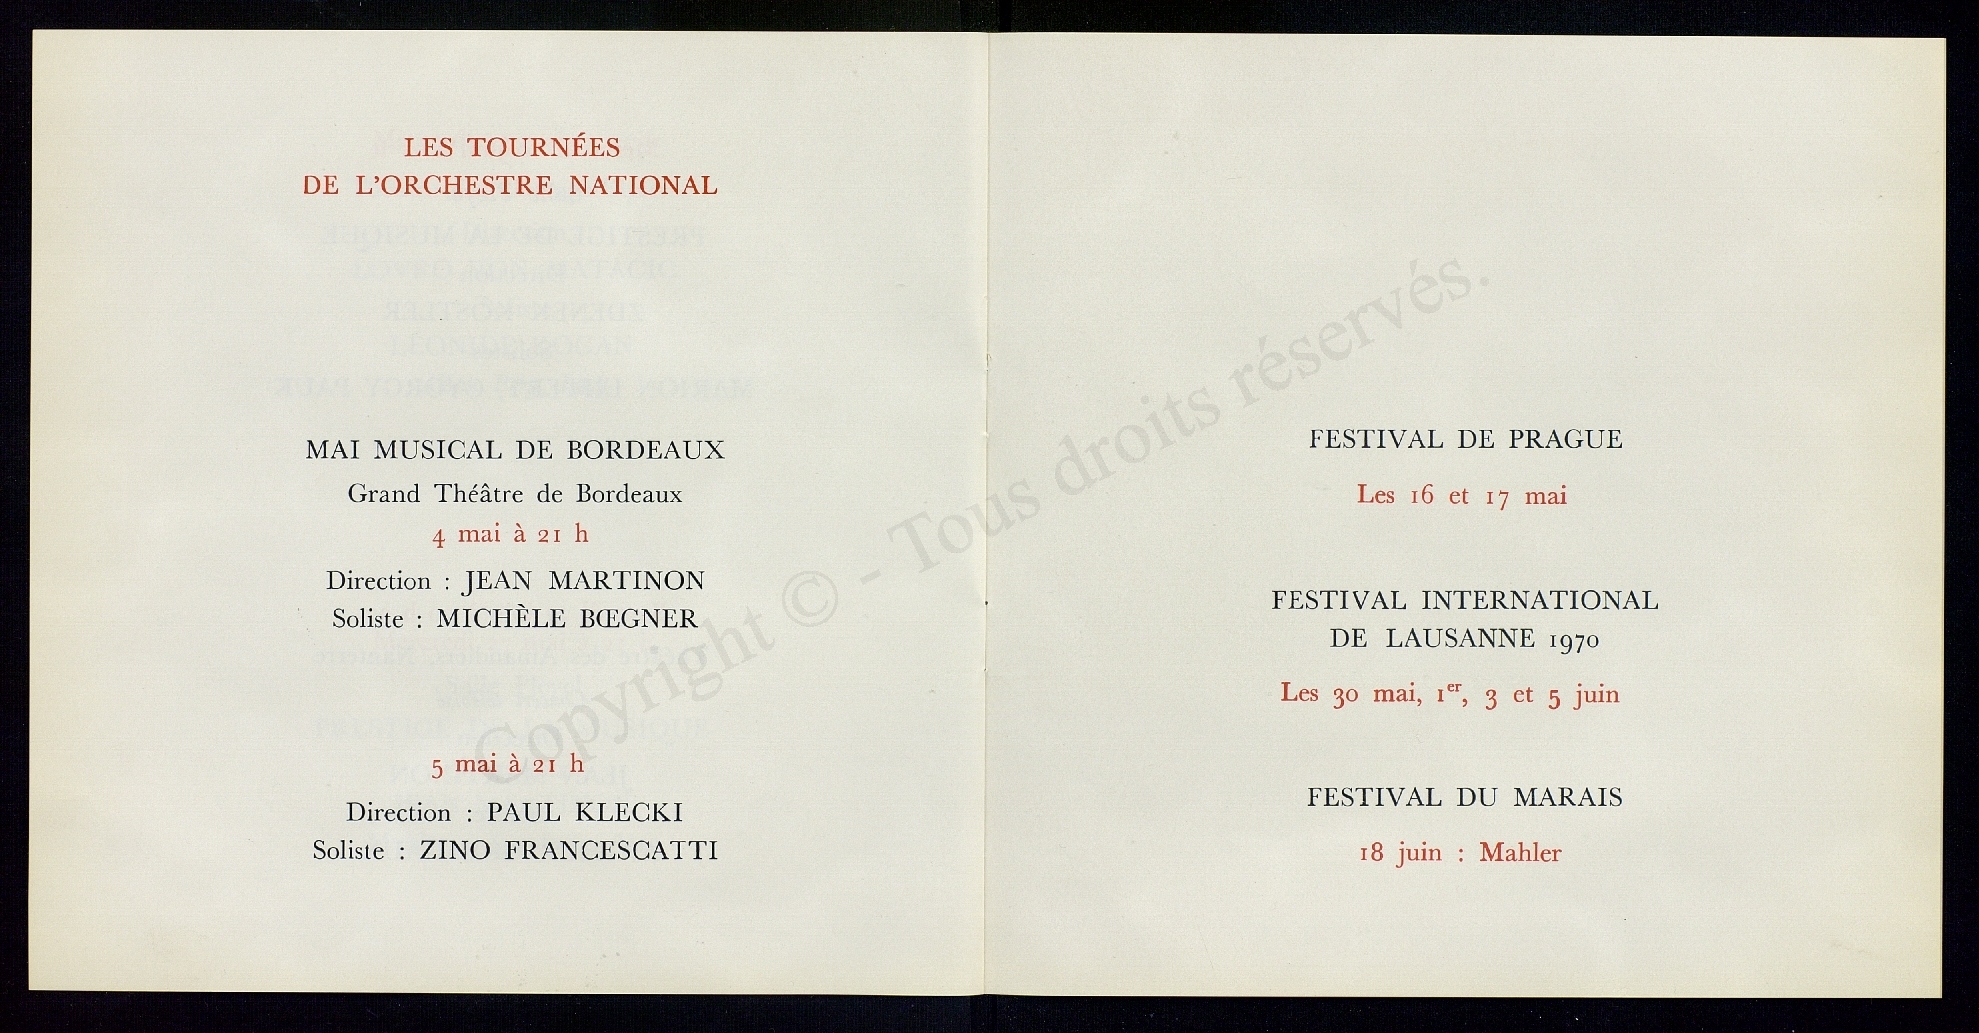 LES TOURNÉES
DE L'ORCHESTRE NATIONAL
MAI MUSICAL DE BORDEAUX
Grand Théâtre de Bordeaux
4 mai à 21 h
Direction : JEAN MARTINON
Soliste : MICHÈLE BŒGNER
5 mai à 21 h
Direction : PAUL KLECKI
Soliste : ZINO FRANCESCATTI
FESTIVAL DE PRAGUE
Les 16 et 17 mai
FESTIVAL INTERNATIONAL
DE LAUSANNE 1970
Les 30 mai, 1er, 3 et 5 juin
FESTIVAL DU MARAIS
18 juin : Mahler
Copyright © - Tous droits réservés.